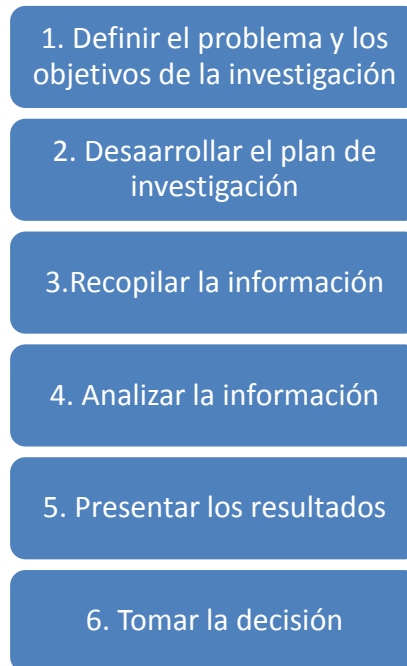 1. Definir el problema y los
objetivos de la investigación
2. Desaarrollar el plan de
investigación
3.Recopilar la información
4. Analizar la información
5. Presentar los resultados
6. Tomar la decisión